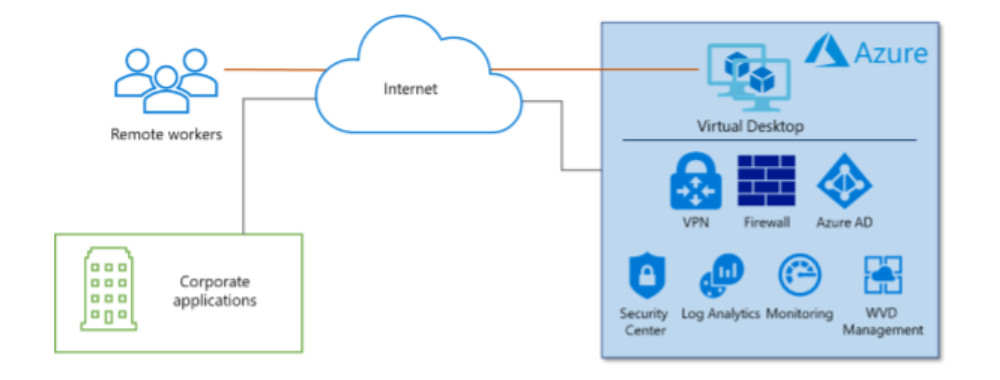 Azure
Internet
Remote workers
Virtual Desktop
VPN Firewall Azure AD
Corporate
applications
Security
Center
Log Analytics
Monitoring
WVD
Management